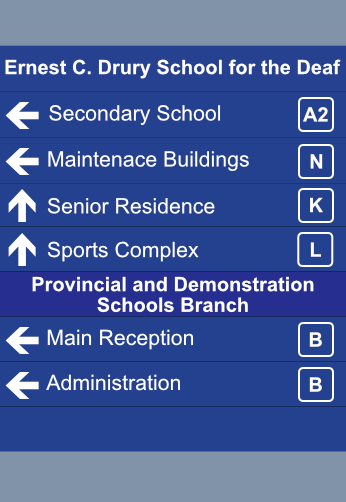 Ernest C. Drury School for the Deaf
Secondary School A2
Maintenace Buildings N
Senior Residence K
Sports Complex L
Provincial and Demonstration
Schools Branch
Main Reception B
Administration B